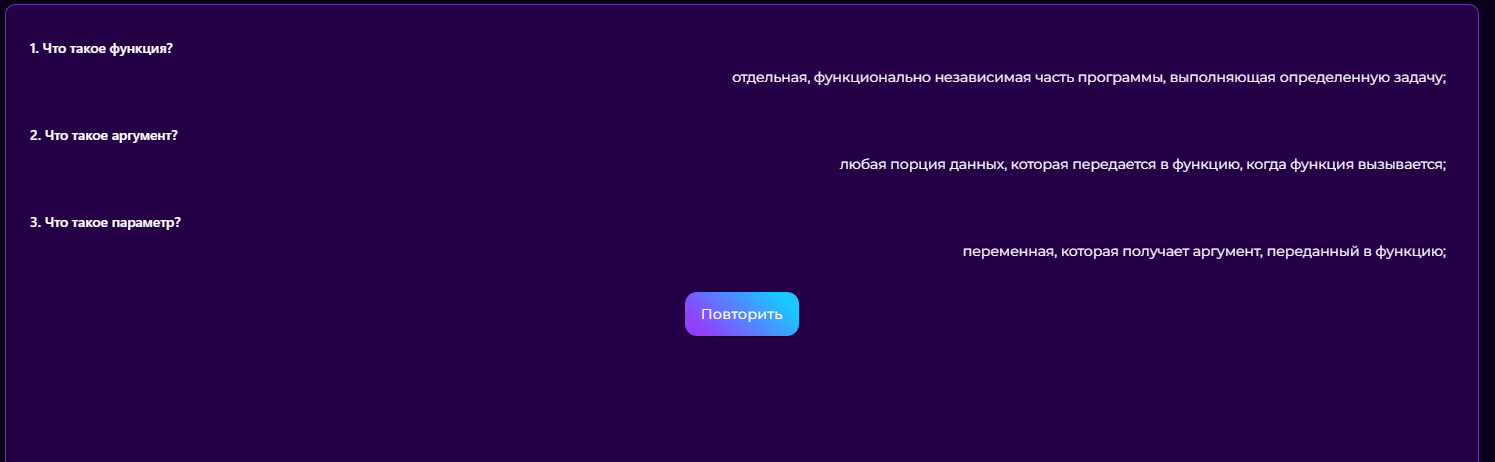 1. Что такое функция?
отдельная, функционально независимая часть программы, выполняющая определенную задачу;
2. Что такое аргумент?
любая порция данных, которая передается в функцию, когда функция вызывается;
3. Что такое параметр?
переменная, которая получает аргумент, переданный в функцию;
Повторить